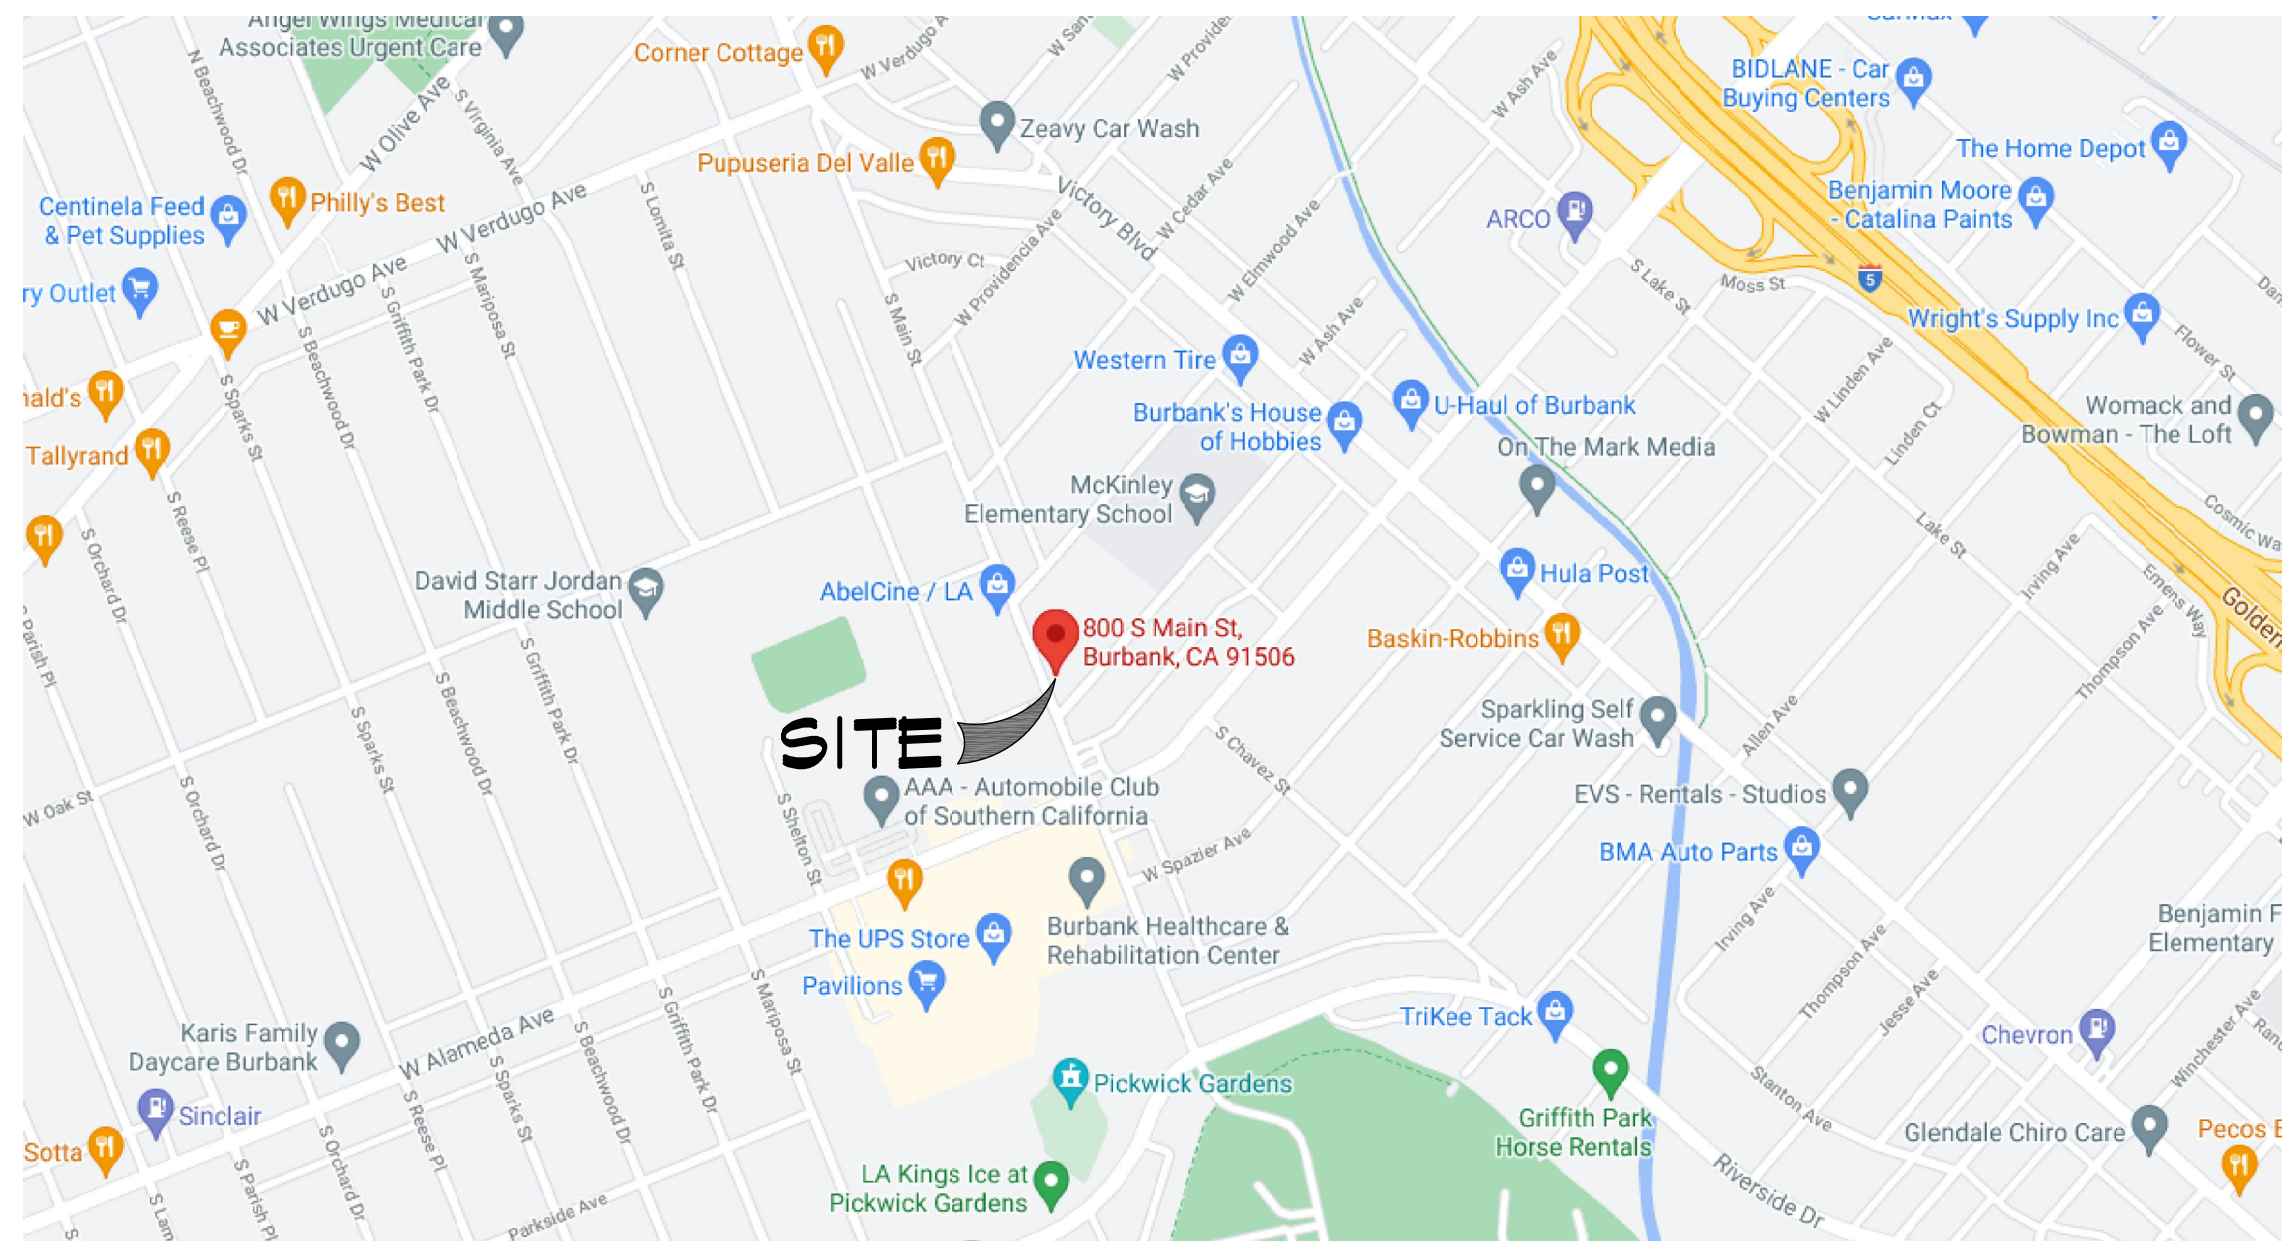 Angel Wings Medical
Associates Urgent Care
Corner Cottage
W Verdugo A
W San
W Provide
BIDLANE - Car
Buying Centers
N Beachwood Dr
W Olive Ave
S Virginia Ave
Zeavy Car Wash
W Ash Ave
The Home Depot
Pupuseria Del Valle
Centinela Feed
& Pet Supplies
Philly's Best
W Verdugo Ave
S Lomita St
Victory Blvd
W Cedar Ave
W Elmwood Ave
ARCO
Benjamin Moore
- Catalina Paints
ry Outlet
W Verdugo Ave
S Mariposa St
S Griffith Park Dr
Victory Ct
W Providencia Ave
S Main St
S Lake St
Moss St
5
Dan
Wright's Supply Inc
Flower St
S Beachwood Dr
Western Tire
W Ash Ave
W Linden Ave
nald's
S Sparks St
Burbank's House
of Hobbies
U-Haul of Burbank
Linden Ct
Womack and
Bowman - The Loft
Tallyrand
On The Mark Media
McKinley
Elementary School
S Reese Pl
S Orchard Dr
Lake St
Cosmic Wa
Irving Ave
David Starr Jordan
Middle School
AbelCine / LA
Hula Post
Emens Way
Golden
S Parish Pl
800 S Main St,
Burbank, CA 91506
Baskin-Robbins
Thompson Ave
S Griffith Park Dr
S Beachwood Dr
S Sparks St
SITE
S Chavez St
Sparkling Self
Service Car Wash
Allen Ave
W Oak St
S Orchard Dr
S Shelton St
AAA - Automobile Club
of Southern California
EVS - Rentals - Studios
W Spazier Ave
BMA Auto Parts
The UPS Store
Burbank Healthcare &
Rehabilitation Center
Irving Ave
Thompson Ave
Benjamin F
Elementary
Pavilions
S Mariposa St
S Griffith Park Dr
TriKee Tack
Jesse Ave
Winchester Ave
Karis Family
Daycare Burbank
W Alameda Ave
S Beachwood Dr
S Sparks St
Chevron
Pickwick Gardens
Stanton Ave
Sinclair
S Reese Pl
Griffith Park
Horse Rentals
Glendale Chiro Care
Pecos B
Sotta
S Orchard Dr
S Parish Pl
LA Kings Ice at
Pickwick Gardens
Riverside Dr
S Lam
Parkside Ave